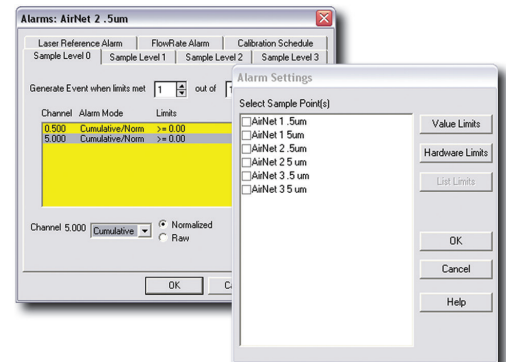 Alarms: AirNet 2 .5um
Laser Reference Alarm FlowRate Alarm Calibration Schedule
Sample Level 0 Sample Level 1 Sample Level 2 Sample Level 3
Generate Event when limits met 1 out of
Channel Alarm Mode Limits
0.500 Cumulative/Norm >= 0.00
5.000 Cumulative/Norm >= 0.00
Channel 5.000 Cumulative Normalized
Raw
OK
Alarm Settings
Select Sample Point(s)
AirNet 1 .5um
AirNet 1 5um
AirNet 2 .5um
AirNet 2 5 um
AirNet 3 .5 um
AirNet 3 5 um
Value Limits
Hardware Limits
List Limits
OK
Cancel
Help